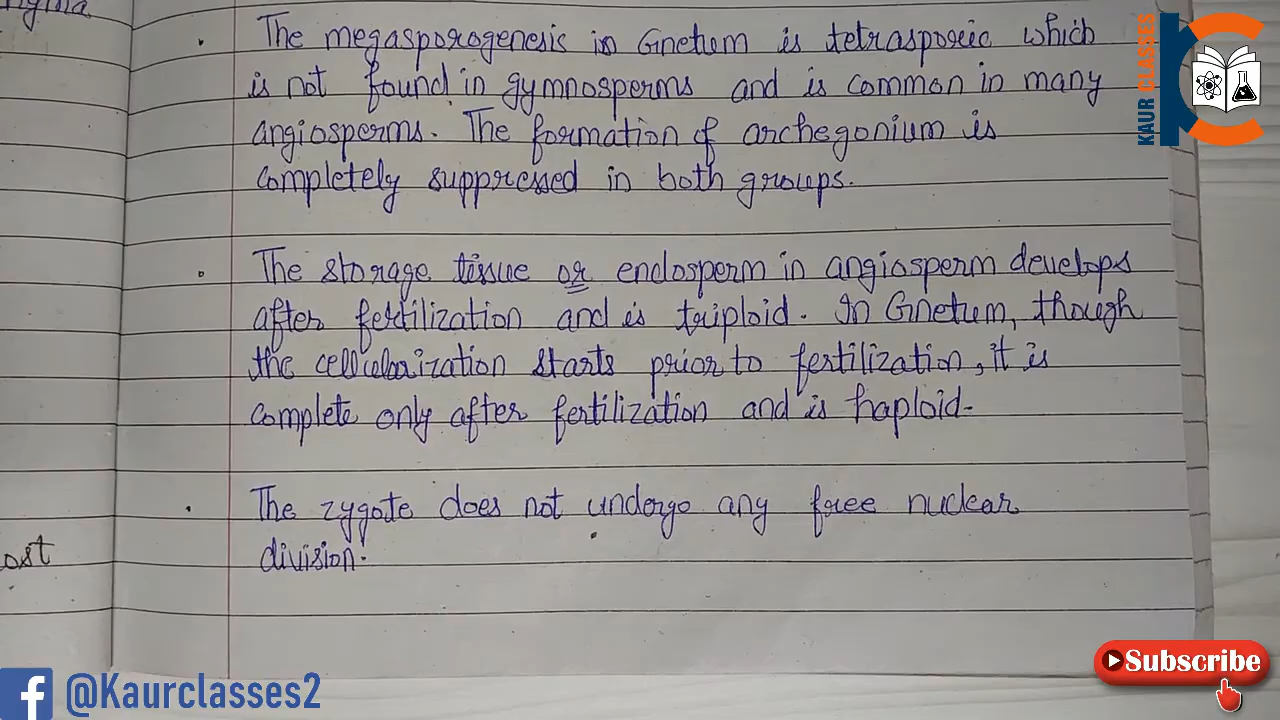 The megasporogenesis in Gnetum is tetrasporic which
is not found in gymnosperms and is common in many
angiosperms. The formation of archegonium is
completely suppressed in both groups.
The storage tissue or endosperm in angiosperm develops
after fertilization and is triploid. In Gnetum, though
the cellularization starts prior to fertilization, it is
complete only after fertilization and is haploid.
The zygote does not undergo any free nuclear
division.
ost
KAUR CLASSES
Subscribe
f @Kaurclasses2